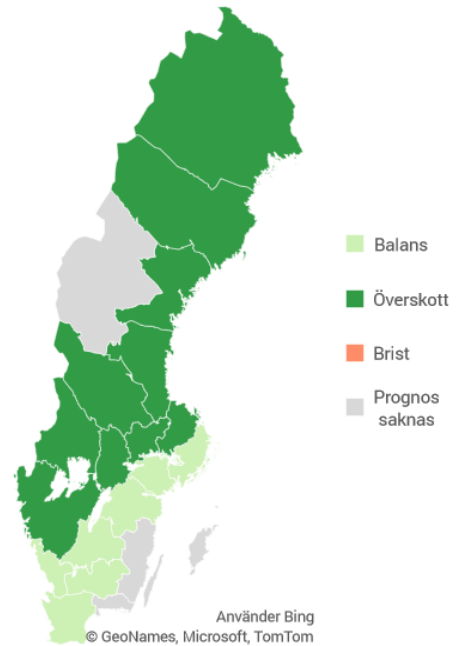 Balans
Överskott
Brist
Prognos
saknas
Använder Bing
© GeoNames, Microsoft, TomTom